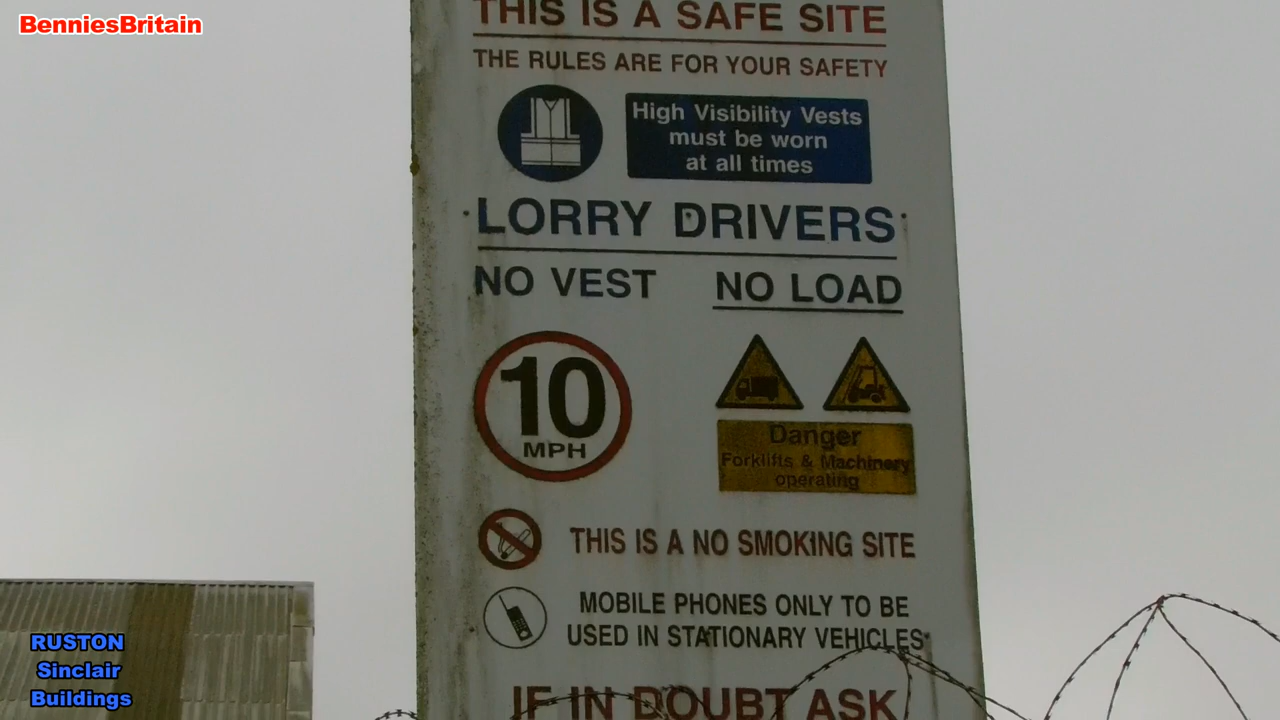 BenniesBritain
THIS IS A SAFE SITE
THE RULES ARE FOR YOUR SAFETY
High Visibility Vests
must be worn
at all times
LORRY DRIVERS
NO VEST NO LOAD
10
MPH
Danger
Forklifts & Machinery
operating
THIS IS A NO SMOKING SITE
MOBILE PHONES ONLY TO BE
USED IN STATIONARY VEHICLES
IF IN DOUBT ASK
RUSTON
Sinclair
Buildings